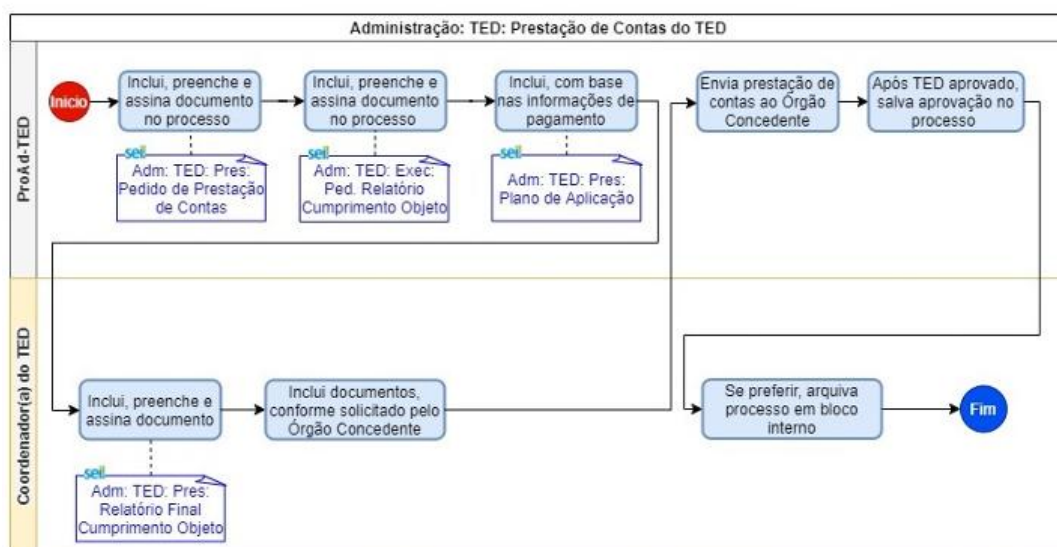 Administração: TED: Prestação de Contas do TED
ProAd-TED
Início
Inclui, preenche e
assina documento
no processo
sei!
Adm: TED: Pres:
Pedido de Prestação
de Contas
Inclui, preenche e
assina documento
no processo
sei!
Adm: TED: Exec:
Ped. Relatório
Cumprimento Objeto
Inclui, com base
nas informações de
pagamento
sei!
Adm: TED: Pres:
Plano de Aplicação
Envia prestação de
contas ao Órgão
Concedente
Após TED aprovado,
salva aprovação no
processo
Coordenador(a) do TED
Inclui, preenche e
assina documento
sei!
Adm: TED: Pres:
Relatório Final
Cumprimento Objeto
Inclui documentos,
conforme solicitado pelo
Órgão Concedente
Se preferir, arquiva
processo em bloco
interno
Fim